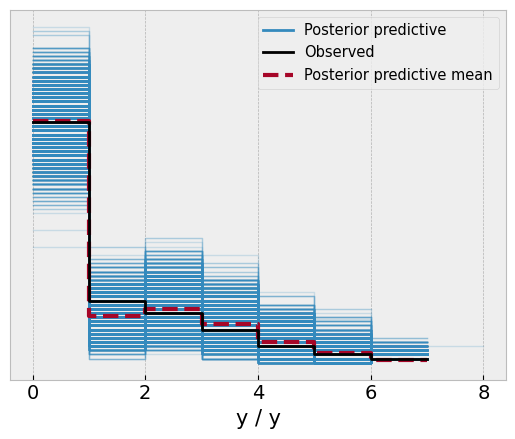 Posterior predictive
Observed
Posterior predictive mean
0 2 4 6 8
y / y